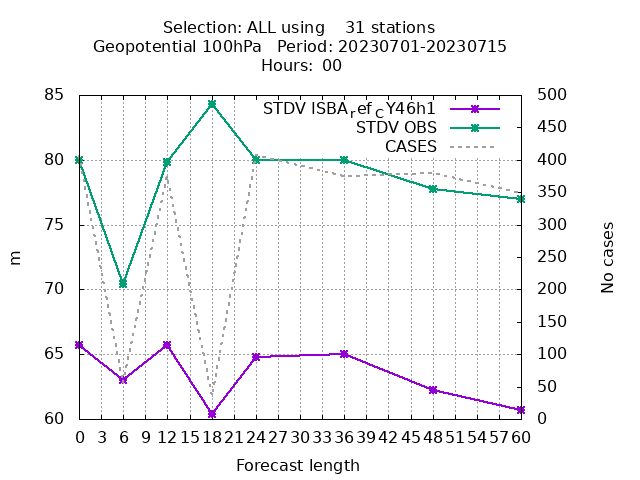 Selection: ALL using    31 stations
Geopotential 100hPa   Period: 20230701-20230715
Hours: 00
STDV ISBA_ref_CY46h1
STDV OBS
CASES
85
80
75
70
65
60
m
500
450
400
350
300
250
200
150
100
50
0
No cases
0 3 6 9 12 15 18 21 24 27 30 33 36 39 42 45 48 51 54 57 60
Forecast length